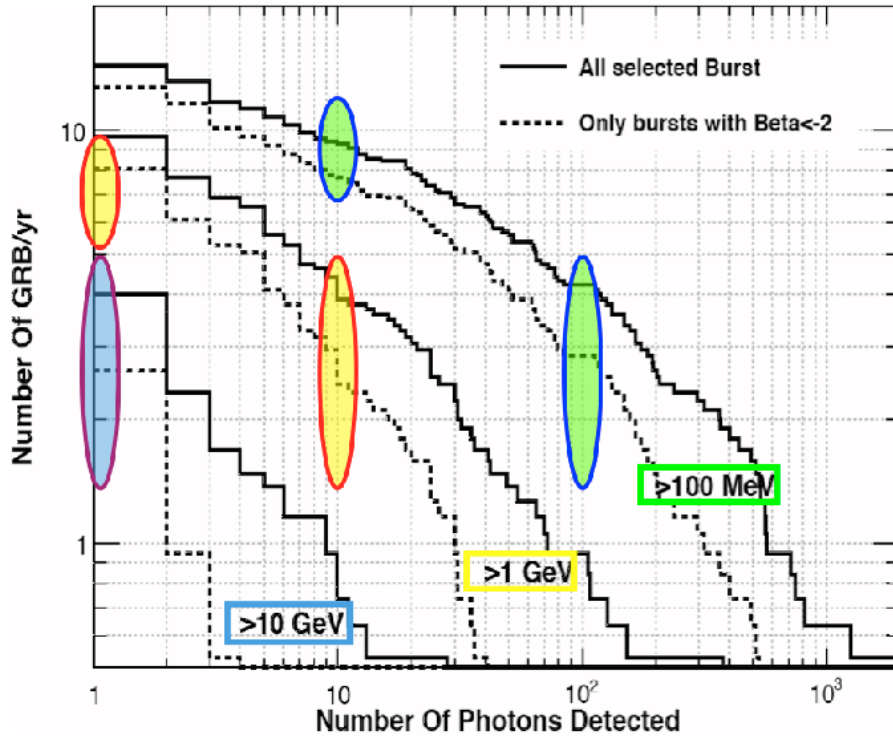 All selected Burst
Only bursts with Beta<-2
10
1
Number Of GRB/yr
>100 MeV
>1 GeV
>10 GeV
1
10
10²
10³
Number Of Photons Detected